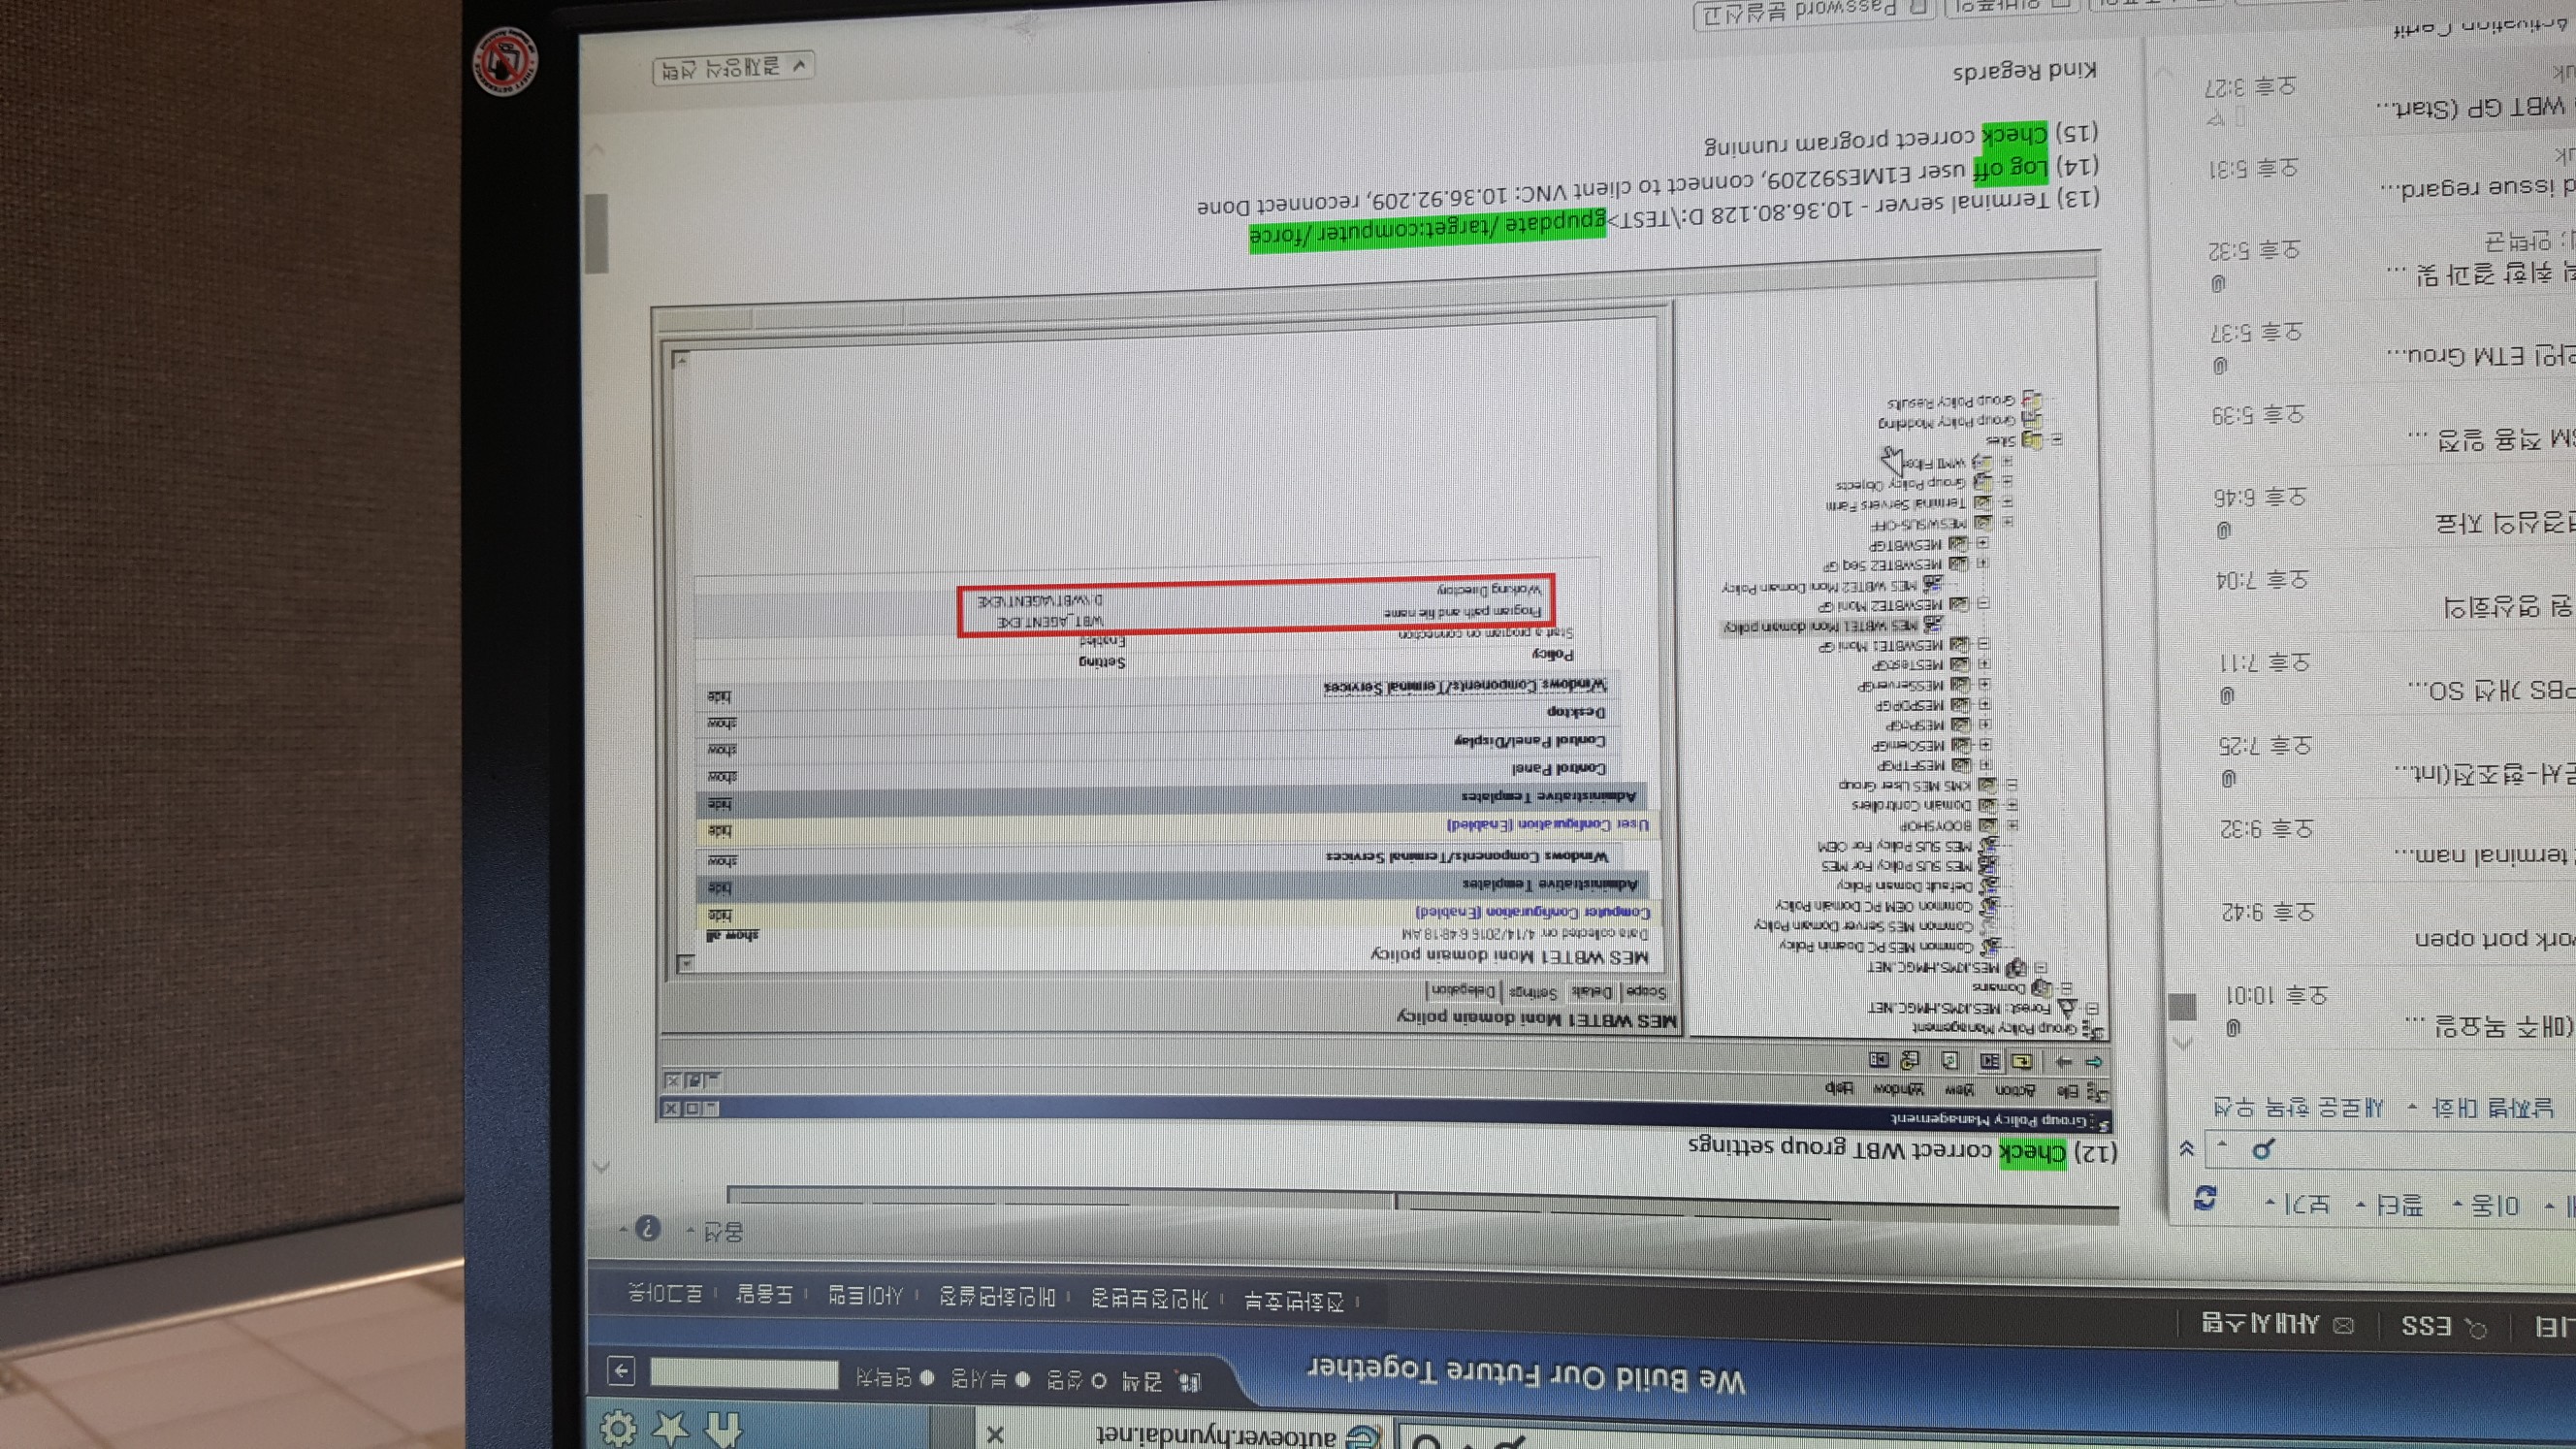 autoever.hyundai.net
We Build Our Future Together
검색 성명 부서명 연락처
ESS 사내시스템
전화번호부 개인정보변경 메인화면설정 사이트맵 도움말 로그아웃
옵션
이동 필터 보기
날짜별 대화 새로운 항목 우선
(매주 목요일 ...
오후 10:01
port open
오후 9:42
terminal nam...
오후 9:32
-협조전(Int...
오후 7:25
PBS 개선 SO...
오후 7:11
원 영상회의
오후 7:04
변경심의 자료
오후 6:46
적용 일정 ...
오후 5:39
ETM Grou...
오후 5:37
취합 결과 및 ...
; 안택균
오후 5:32
issue regard...
오후 5:31
uk
WBT GP (Start...
오후 3:27
uk
(12) Check correct WBT group settings
Group Policy Management
File Action View Window Help
Group Policy Management
Forest: MES.KMS.HMGC.NET
Domains
MES.KMS.HMGC.NET
Common MES PC Doamin Policy
Common MES Server Domain Policy
Common OEM PC Domain Policy
Default Domain Policy
MES SUS Policy For MES
MES SUS Policy For OEM
BODYSHOP
Domain Controllers
KMS MES User Group
MESFTPGP
MESOemGP
MESPcGP
MESPOPGP
MESServerGP
MESTestGP
MESWBTE1 Moni GP
MES WBTE1 Moni domain policy
MESWBTE2 Moni GP
MES WBTE2 Moni Domain Policy
MESWBTE2 Seq GP
MESWBTGP
MESWSUS-OFF
Terminal Servers Farm
Group Policy Objects
WMI Filter
Sites
Group Policy Modeling
Group Policy Results
MES WBTE1 Moni domain policy
Scope Details Settings Delegation
MES WBTE1 Moni domain policy
Data collected on: 4/14/2016 6:48:18 AM
show all
Computer Configuration (Enabled) hide
Administrative Templates hide
Windows Components/Terminal Services show
User Configuration (Enabled) hide
Administrative Templates hide
Control Panel show
Control Panel/Display show
Desktop show
Windows Components/Terminal Services hide
Policy Setting
Start a program on connection Enabled
Program path and file name WBT_AGENT.EXE
Working Directory D:\WBT\AGENT\EXE
(13) Terminal server - 10.36.80.128 D:\TEST>gpupdate /target:computer /force
(14) Log off user E1MES92209, connect to client VNC: 10.36.92.209, reconnect Done
(15) Check correct program running
Kind Regards
결재양식 선택
Password 분실신고